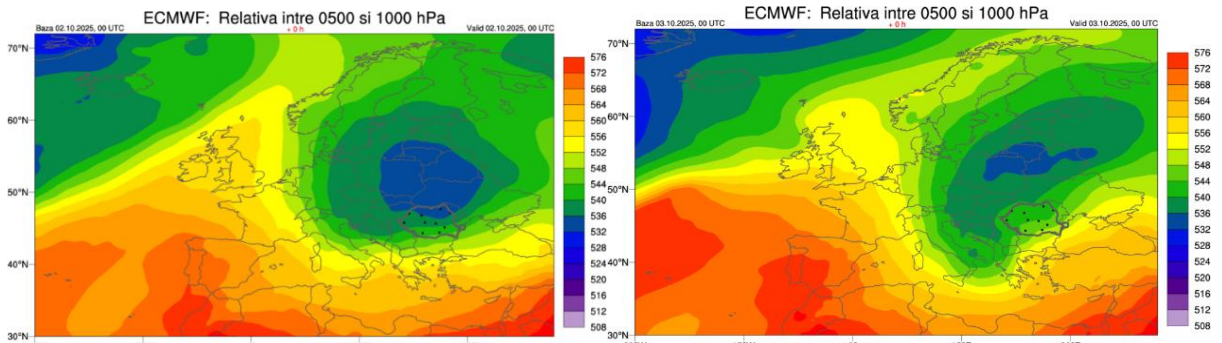 ECMWF: Relativa intre 0500 si 1000 hPa
Baza 02.10.2025, 00 UTC
+ 0 h
Valid 02.10.2025, 00 UTC
70°N
60°N
50°N
40°N
30°N
576
572
568
564
560
556
552
548
544
540
536
532
528
524
520
516
512
508
ECMWF: Relativa intre 0500 si 1000 hPa
Baza 03.10.2025, 00 UTC
+0 h
Valid 03.10.2025, 00 UTC
70°N
60°N
50°N
40°N
30°N
576
572
568
564
560
556
552
548
544
540
536
532
528
524
520
516
512
508